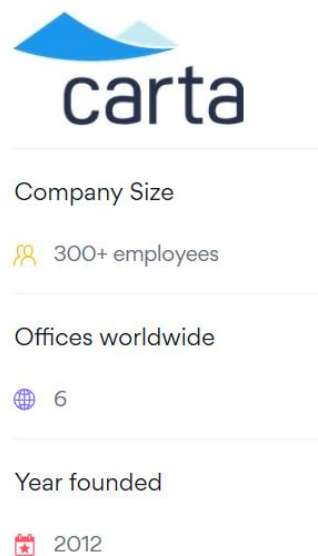 carta
Company Size
300+ employees
Offices worldwide
6
Year founded
2012